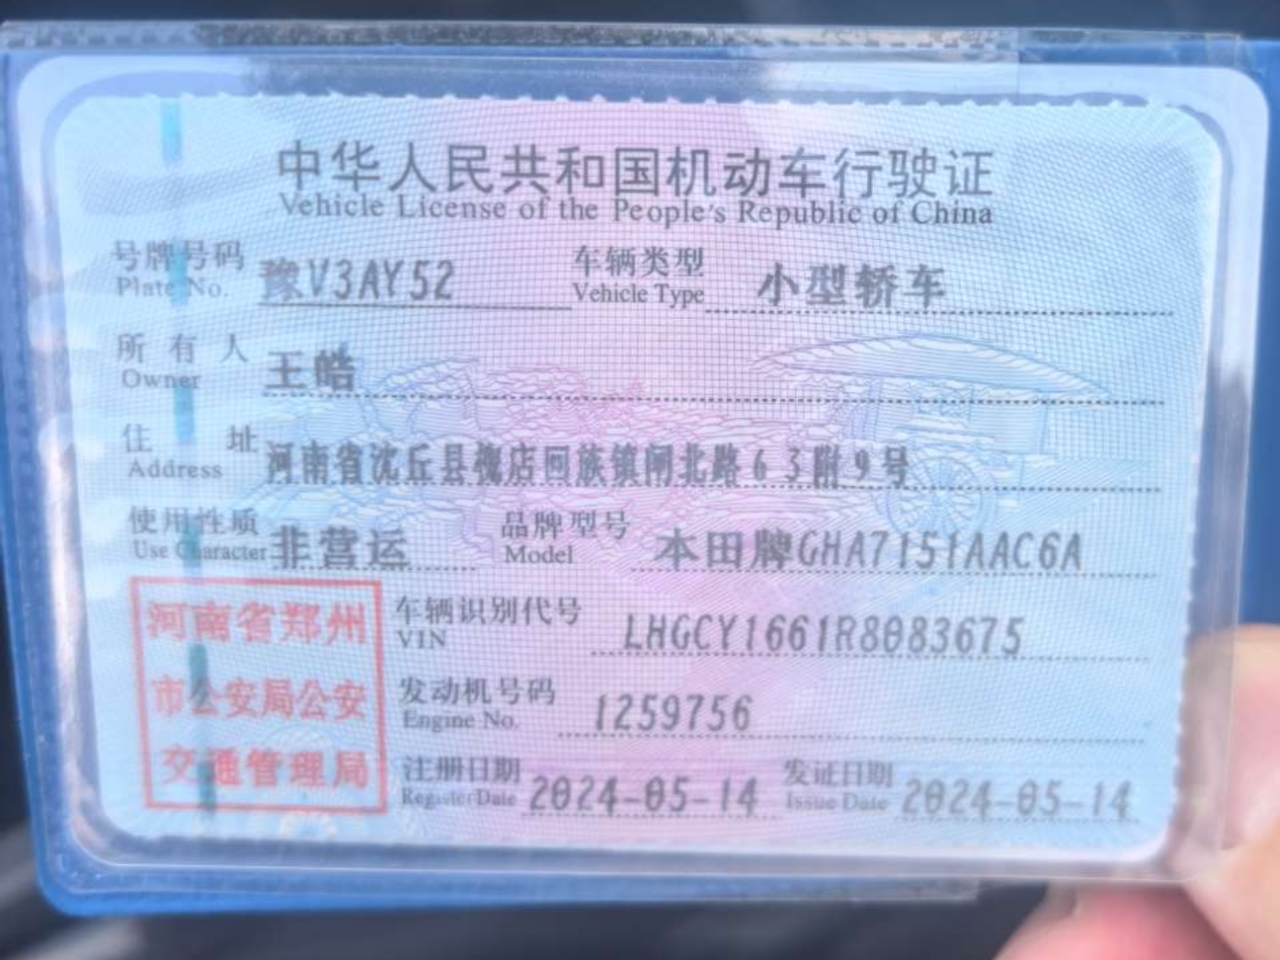 中华人民共和国机动车行驶证
Vehicle License of the People's Republic of China
号牌号码 豫V3AY52 车辆类型 小型轿车
Plate No. Vehicle Type
所有人 王皓
Owner
住址 河南省沈丘县槐店回族镇闸北路63附9号
Address
使用性质 非营运 品牌型号 本田牌GHA7151AAC6A
Use Character Model
河南省郑州
市公安局公安
交通管理局
车辆识别代号 LHGCY1661R8083675
VIN
发动机号码 1259756
Engine No.
注册日期 2024-05-14 发证日期 2024-05-14
Register Date Issue Date